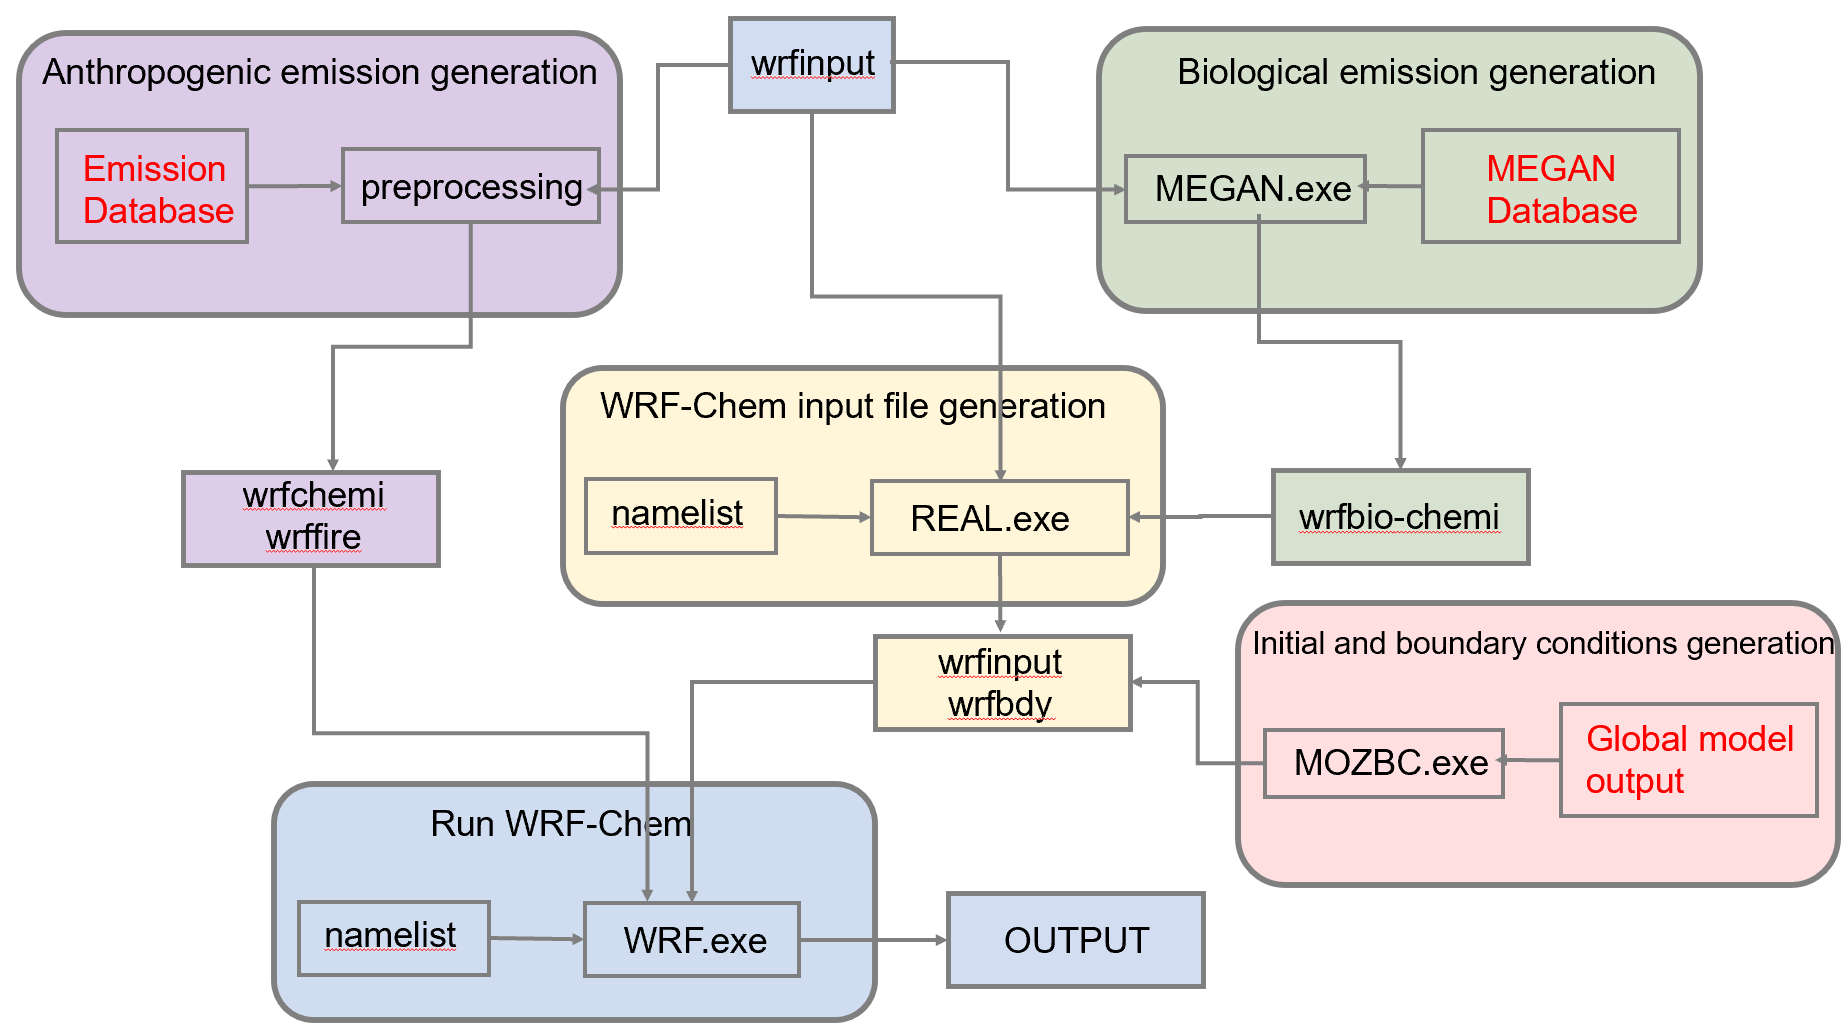 wrfinput
Anthropogenic emission generation
Emission
Database
preprocessing
Biological emission generation
MEGAN.exe
MEGAN
Database
WRF-Chem input file generation
namelist
REAL.exe
wrfchemi
wrffire
wrfbio-chemi
wrfinput
wrfbdy
Initial and boundary conditions generation
MOZBC.exe
Global model
output
Run WRF-Chem
namelist
WRF.exe
OUTPUT